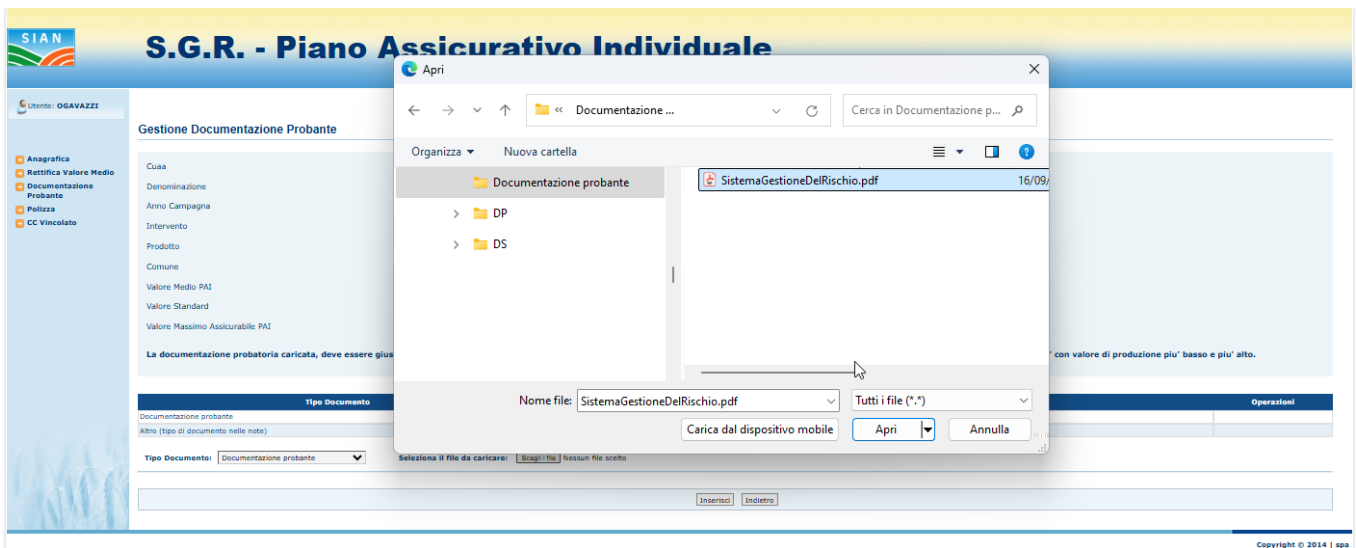 SIAN
S.G.R. - Piano Assicurativo Individuale
Utente: OGAVAZZI
Anagrafica
Rettifica Valore Medio
Documentazione
Probante
Polizza
CC Vincolato
Gestione Documentazione Probante
Cuaa
Denominazione
Anno Campagna
Intervento
Prodotto
Comune
Valore Medio PAI
Valore Standard
Valore Massimo Assicurabile PAI
La documentazione probatoria caricata, deve essere gius
' con valore di produzione piu' basso e piu' alto.
Apri
« Documentazione ...
Cerca in Documentazione p...
Organizza
Nuova cartella
Documentazione probante
DP
DS
SistemaGestioneDelRischio.pdf 16/09/
Nome file: SistemaGestioneDelRischio.pdf
Tutti i file (*.*)
Carica dal dispositivo mobile
Apri
Annulla
Tipo Documento
Operazioni
Documentazione probante
Altro (tipo di documento nelle note)
Tipo Documento: Documentazione probante
Seleziona il file da caricare: Scegli i file Nessun file scelto
Inserisci Indietro
Copyright © 2014 | spa